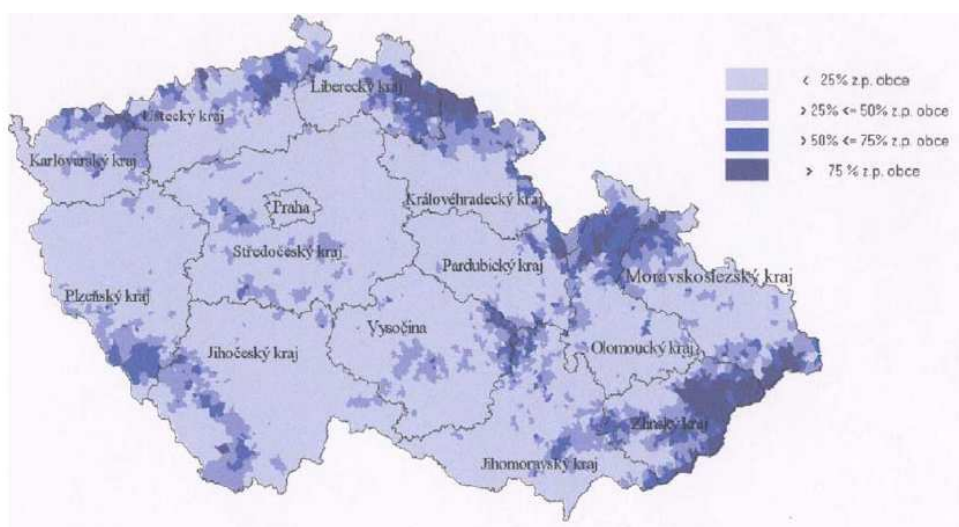 < 25% z.p. obce
> 25% <= 50% z.p. obce
> 50% <= 75% z.p. obce
> 75 % z.p. obce
Liberecký kraj
Ústecký kraj
Karlovarský kraj
Praha
Královéhradecký kraj
Středočeský kraj
Pardubický kraj
Moravskoslezský kraj
Plzeňský kraj
Vysočina
Jihočeský kraj
Olomoucký kraj
Zlínský kraj
Jihomoravský kraj